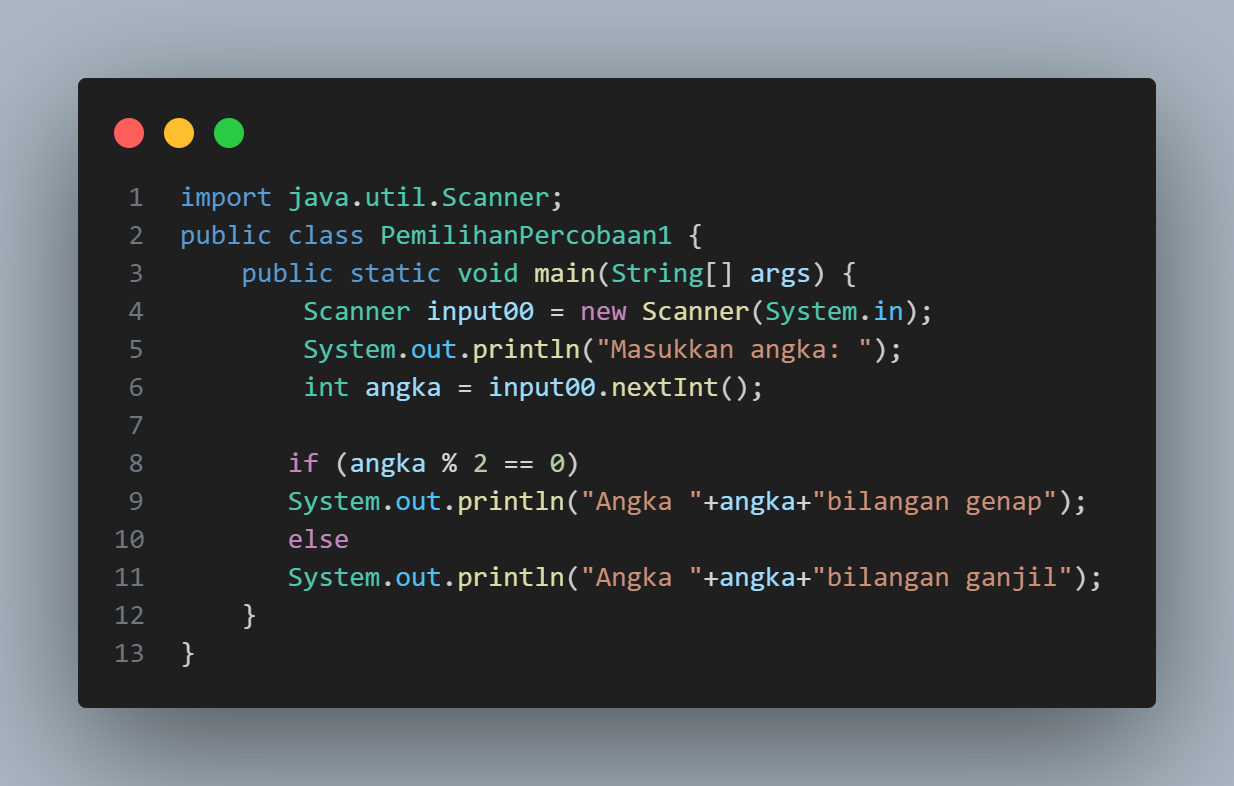 1 import java.util.Scanner;
2 public class PemilihanPercobaan1 {
3     public static void main(String[] args) {
4         Scanner input00 = new Scanner(System.in);
5         System.out.println("Masukkan angka: ");
6         int angka = input00.nextInt();
7
8        if (angka % 2 == 0)
9        System.out.println("Angka "+angka+"bilangan genap");
10        else
11        System.out.println("Angka "+angka+"bilangan ganjil");
12     }
13 }